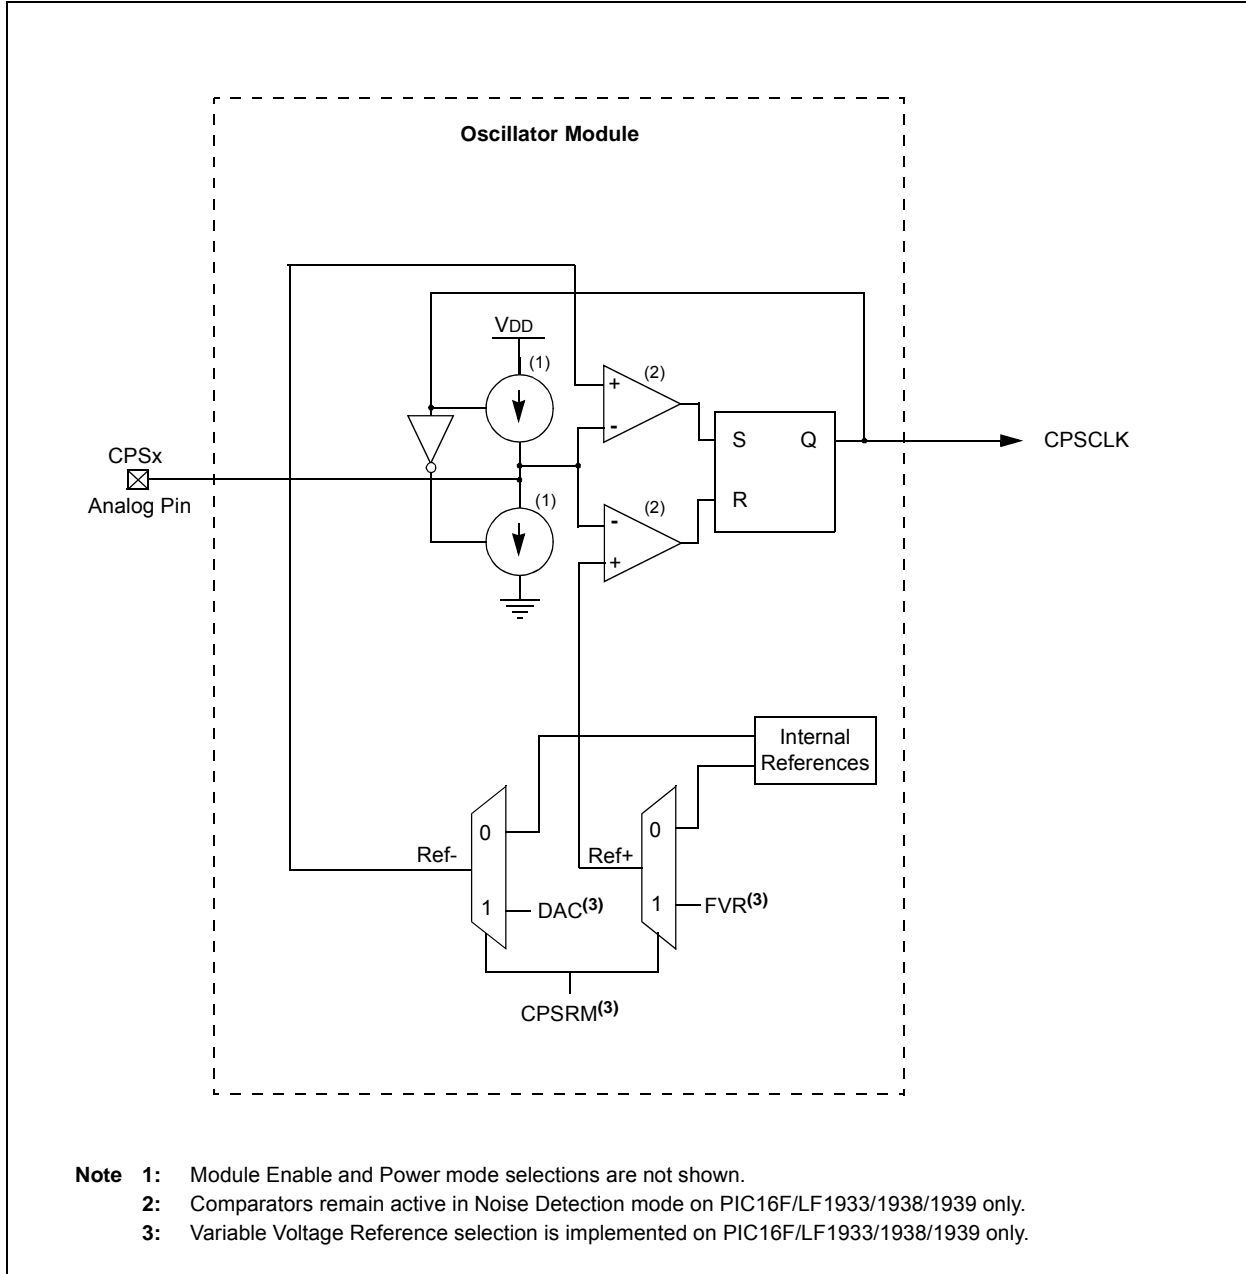 Oscillator Module
VDD
(1)
(2)
+
-
S Q
CPSCLK
CPSx
Analog Pin
(1)
(2)
-
+
R
Internal
References
0
0
Ref-
Ref+
1
DAC(3)
1
FVR(3)
CPSRM(3)
Note 1: Module Enable and Power mode selections are not shown.
2: Comparators remain active in Noise Detection mode on PIC16F/LF1933/1938/1939 only.
3: Variable Voltage Reference selection is implemented on PIC16F/LF1933/1938/1939 only.